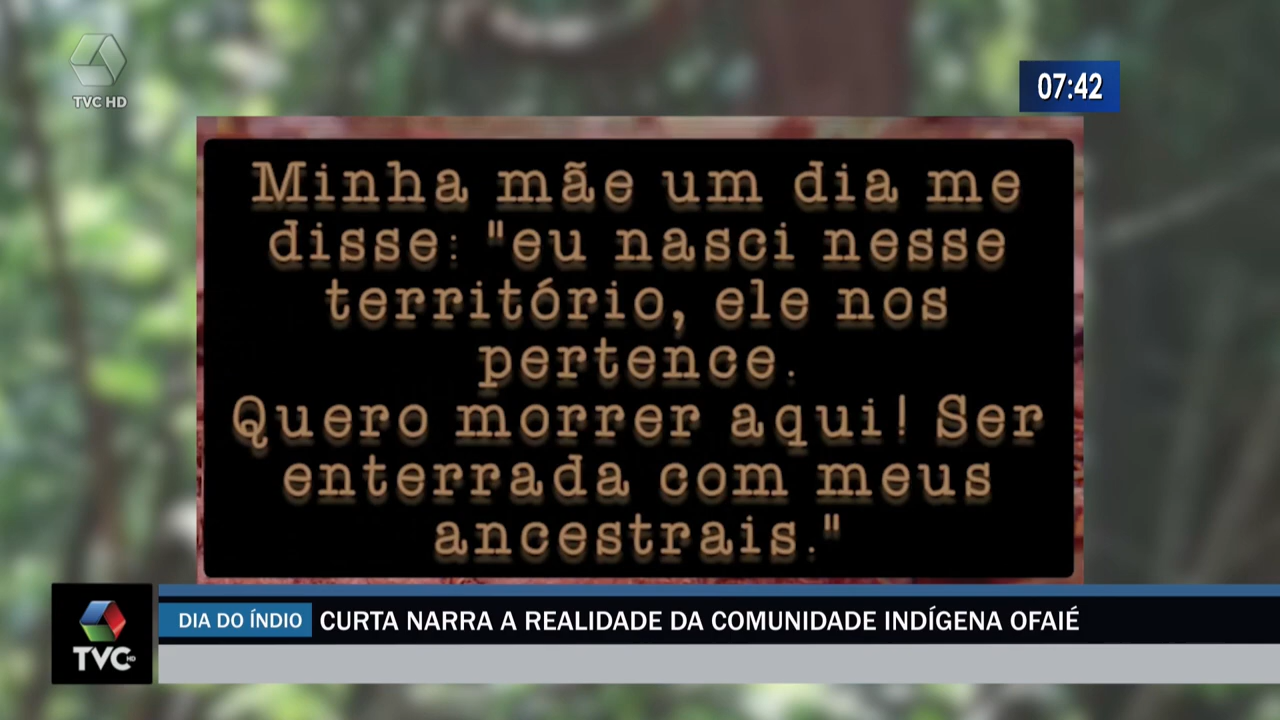 TVC HD
07:42
Minha mãe um dia me
disse: "eu nasci nesse
território, ele nos
pertence.
Quero morrer aqui! Ser
enterrada com meus
ancestrais."
DIA DO ÍNDIO CURTA NARRA A REALIDADE DA COMUNIDADE INDÍGENA OFAIÉ
TVC HD